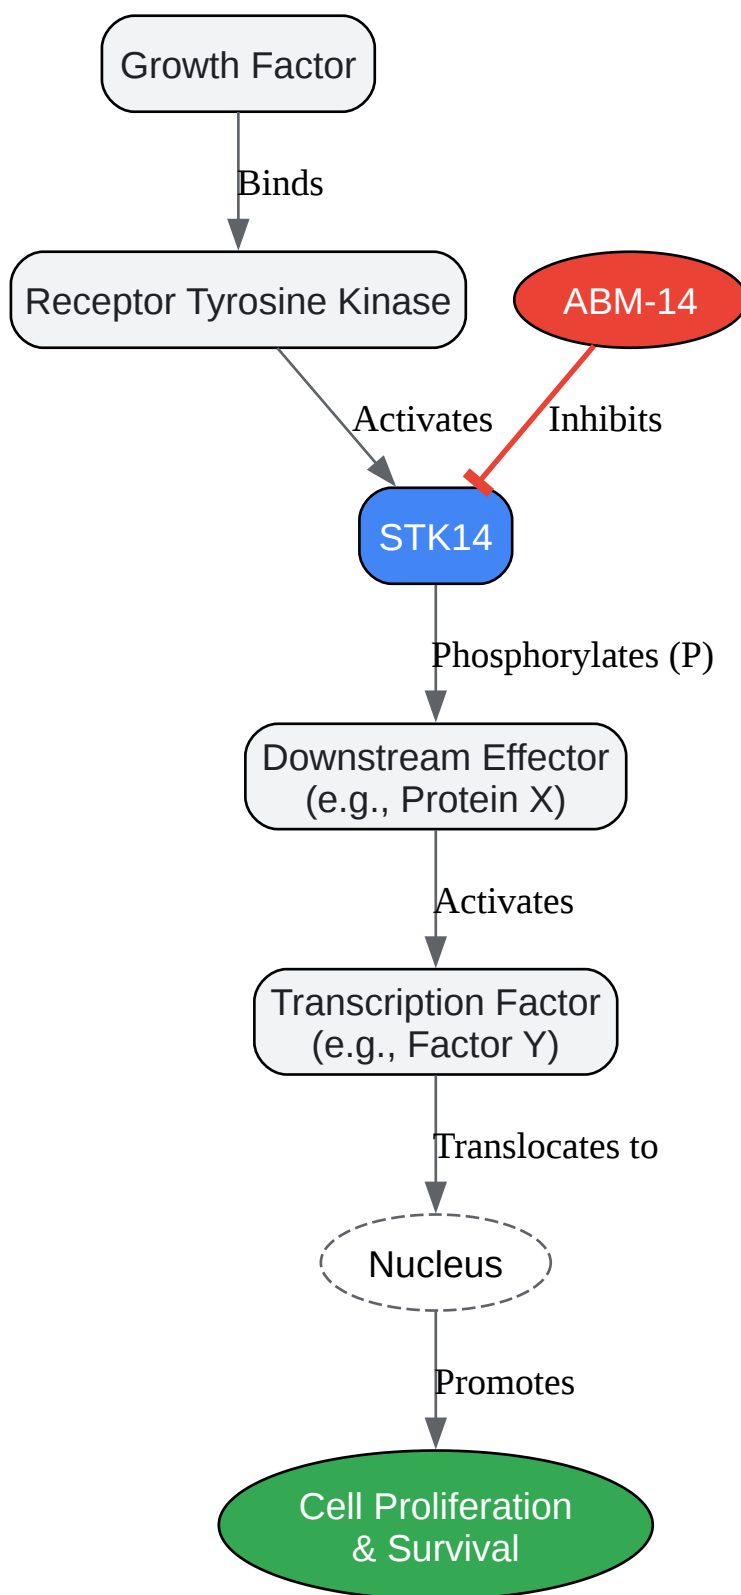 Growth Factor
Binds
Receptor Tyrosine Kinase
ABM-14
Activates
Inhibits
STK14
Phosphorylates (P)
Downstream Effector
(e.g., Protein X)
Activates
Transcription Factor
(e.g., Factor Y)
Translocates to
Nucleus
Promotes
Cell Proliferation
& Survival